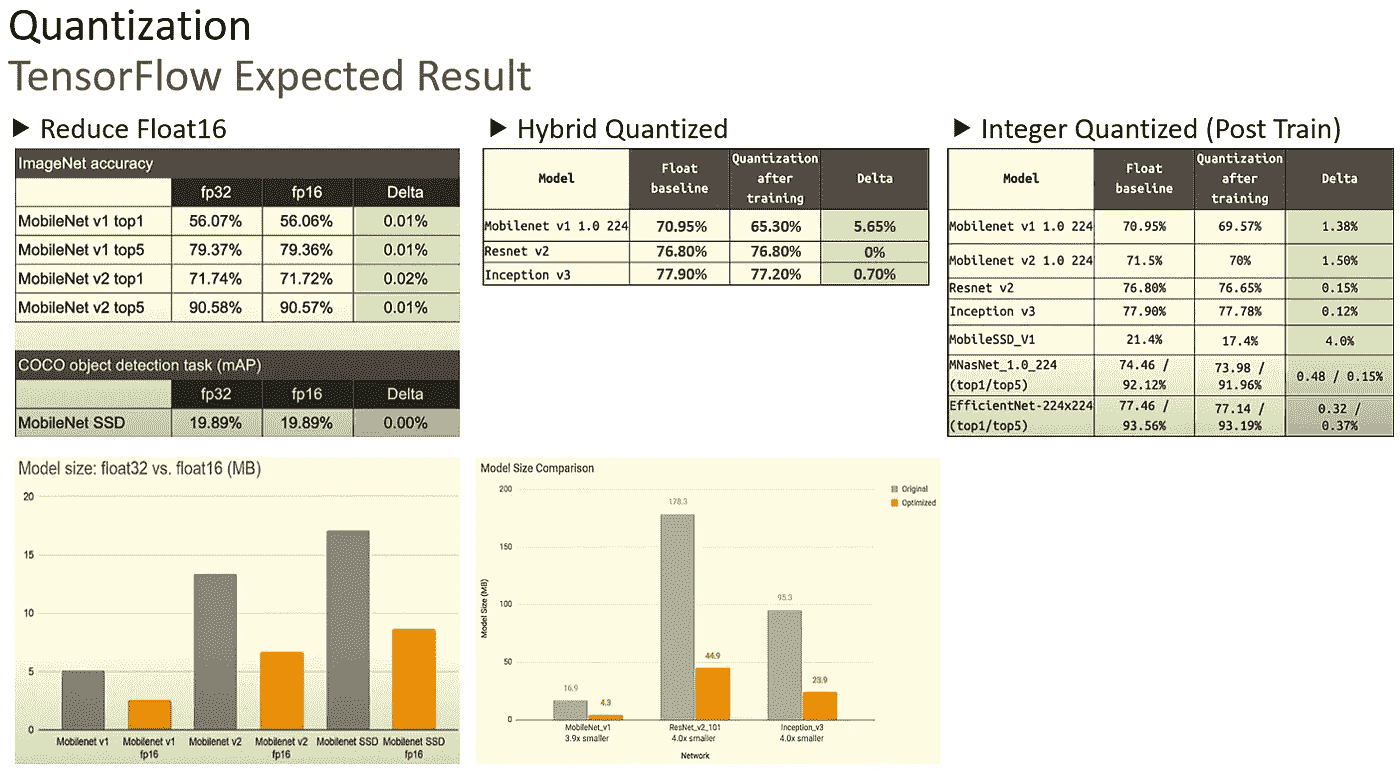 Quantization
TensorFlow Expected Result
▶ Reduce Float16
ImageNet accuracy
fp32 fp16 Delta
MobileNet v1 top1 56.07% 56.06% 0.01%
MobileNet v1 top5 79.37% 79.36% 0.01%
MobileNet v2 top1 71.74% 71.72% 0.02%
MobileNet v2 top5 90.58% 90.57% 0.01%
COCO object detection task (mAP)
fp32 fp16 Delta
MobileNet SSD 19.89% 19.89% 0.00%
Model size: float32 vs. float16 (MB)
20
15
10
5
0
Mobilenet v1 Mobilenet v1 Mobilenet v2 Mobilenet v2 Mobilenet SSD Mobilenet SSD
fp16 fp16 fp16
▶ Hybrid Quantized
Model Float Quantization Delta
baseline after
training
Mobilenet v1 1.0 224 70.95% 65.30% 5.65%
Resnet v2 76.80% 76.80% 0%
Inception v3 77.90% 77.20% 0.70%
Model Size Comparison
Original
Optimized
Model Size (MB)
200
150
100
50
0
16.9 4.3 178.3 44.9 95.3 23.9
MobileNet_v1 ResNet_v2_101 Inception_v3
3.9x smaller 4.0x smaller 4.0x smaller
Network
▶ Integer Quantized (Post Train)
Model Float Quantization Delta
baseline after
training
Mobilenet v1 1.0 224 70.95% 69.57% 1.38%
Mobilenet v2 1.0 224 71.5% 70% 1.50%
Resnet v2 76.80% 76.65% 0.15%
Inception v3 77.90% 77.78% 0.12%
MobileSSD_V1 21.4% 17.4% 4.0%
MNasNet_1.0_224 74.46 / 73.98 / 0.48 / 0.15%
(top1/top5) 92.12% 91.96%
EfficientNet-224x224 77.46 / 77.14 / 0.32 /
(top1/top5) 93.56% 93.19% 0.37%